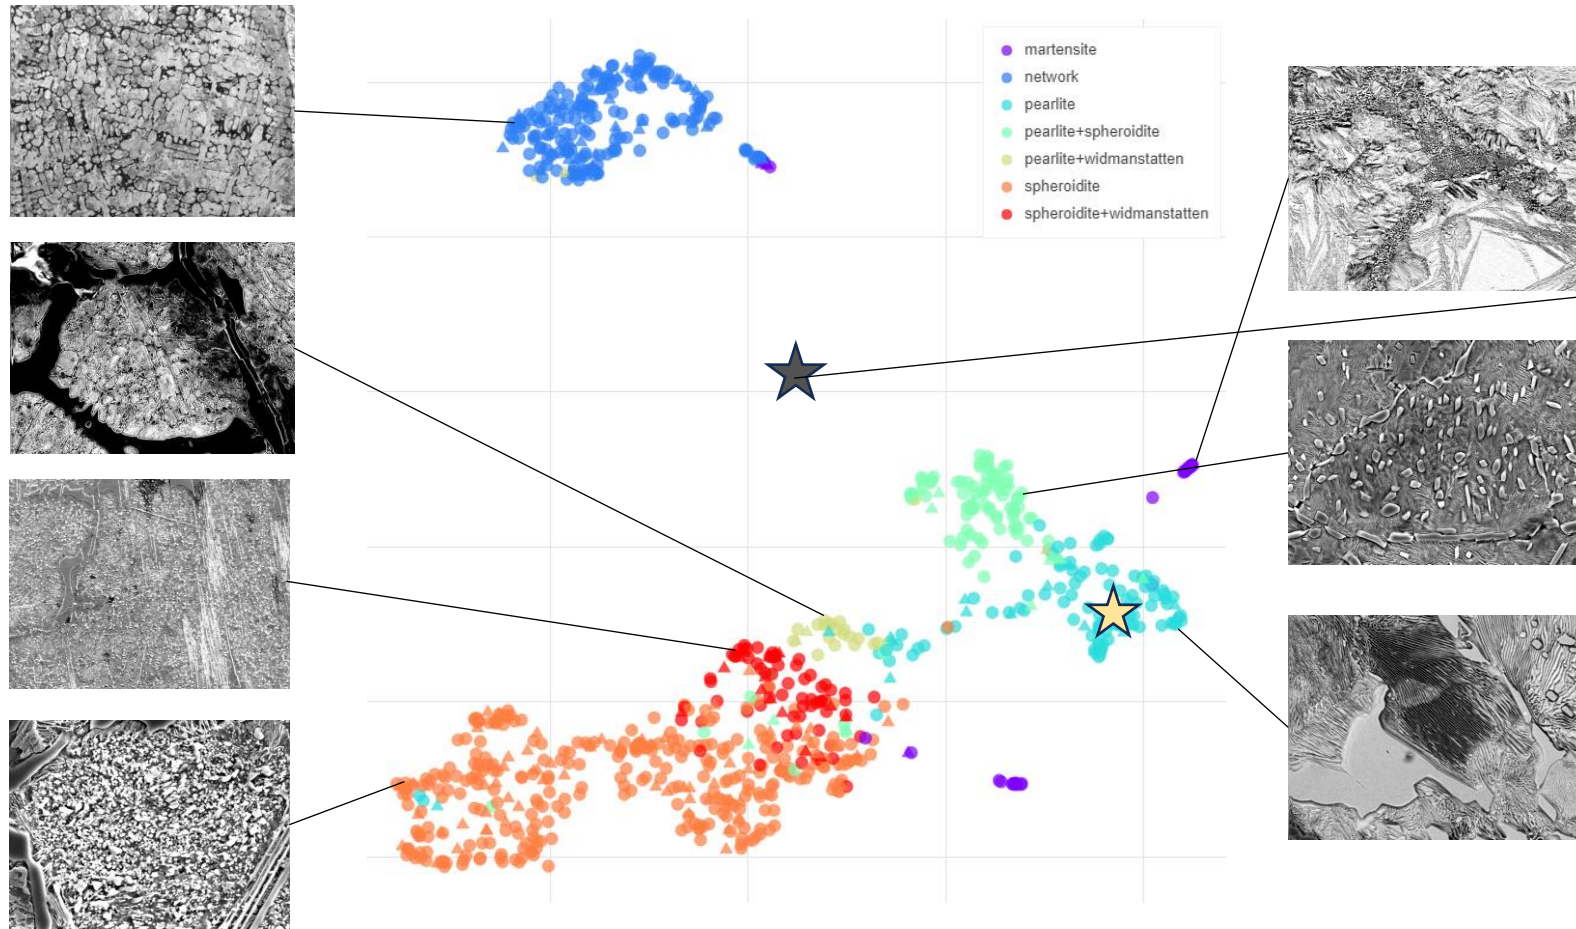 martensite
network
pearlite
pearlite+spheroidite
pearlite+widmanstatten
spheroidite
spheroidite+widmanstatten